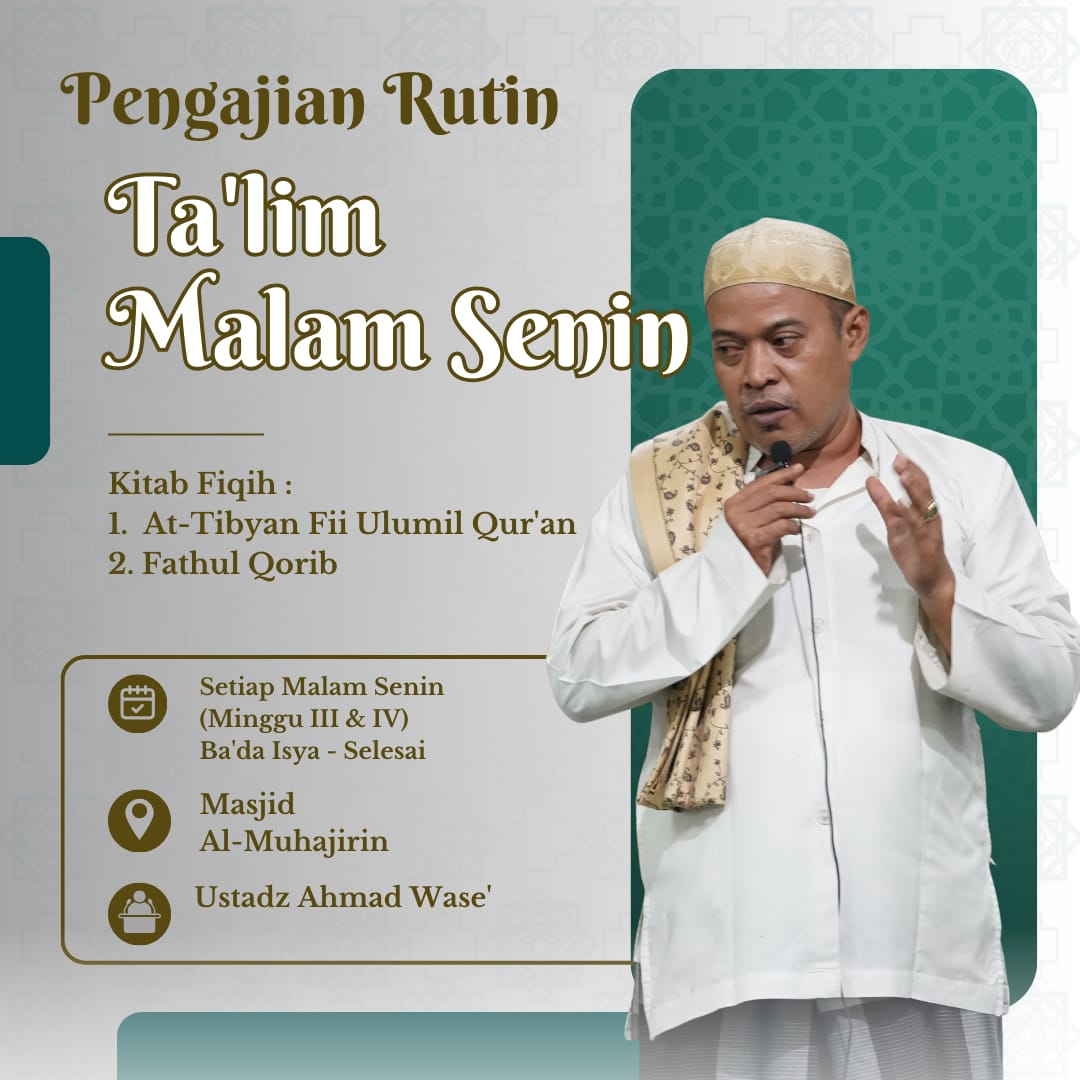 Pengajian Rutin
Ta'lim
Malam Senin
Kitab Fiqih :
1. At-Tibyan Fii Ulumil Qur'an
2. Fathul Qorib
Setiap Malam Senin
(Minggu III & IV)
Ba'da Isya - Selesai
Masjid
Al-Muhajirin
Ustadz Ahmad Wase'